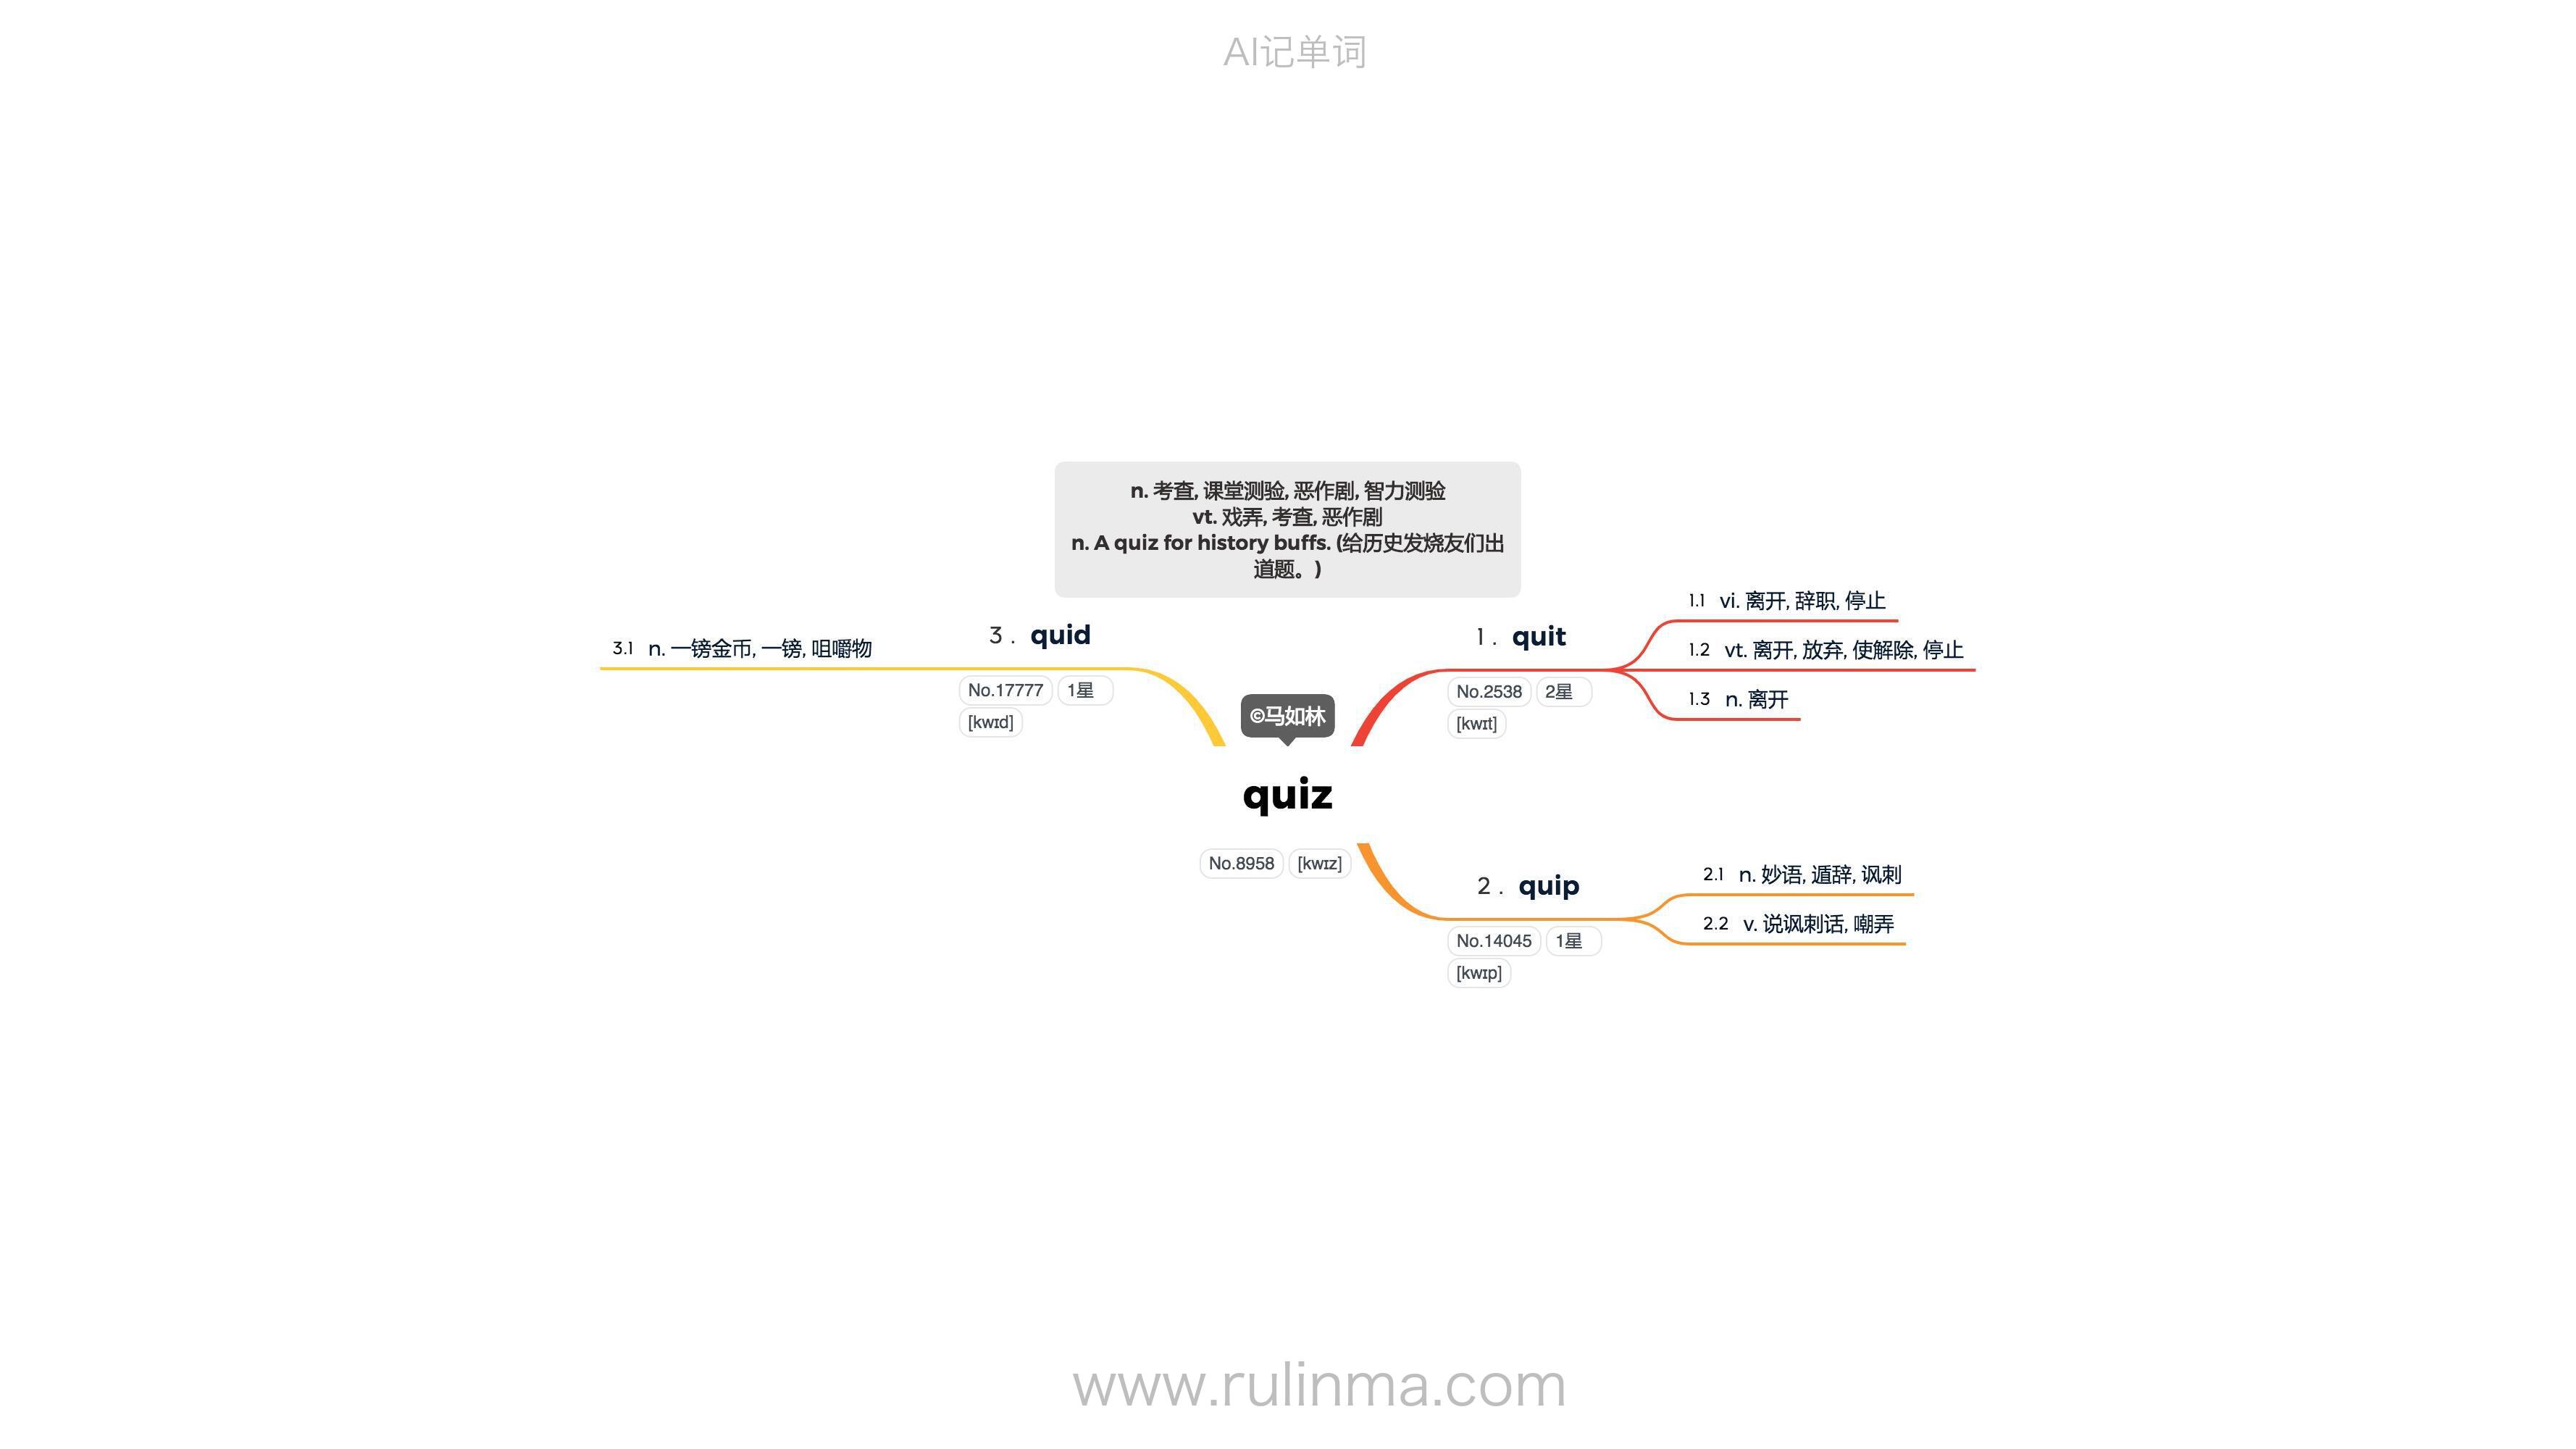 AI记单词
n. 考查, 课堂测验, 恶作剧, 智力测验
vt. 戏弄, 考查, 恶作剧
n. A quiz for history buffs. (给历史发烧友们出
道题。)
©马如林
quiz
No.8958 [kwɪz]
1. quit
No.2538 2星
[kwɪt]
1.1 vi. 离开, 辞职, 停止
1.2 vt. 离开, 放弃, 使解除, 停止
1.3 n. 离开
2. quip
No.14045 1星
[kwɪp]
2.1 n. 妙语, 遁辞, 讽刺
2.2 v. 说讽刺话, 嘲弄
3. quid
No.17777 1星
[kwɪd]
3.1 n. 一镑金币, 一镑, 咀嚼物
www.rulinma.com